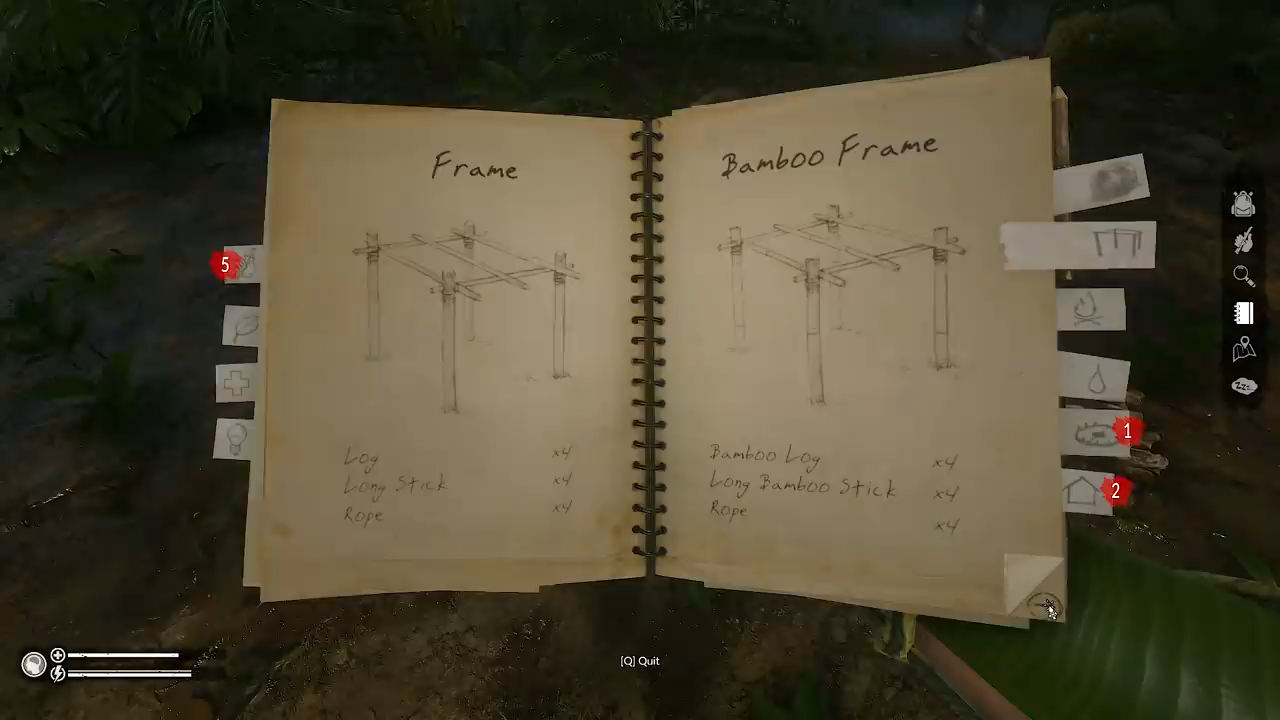 Frame
Log x4
Long Stick x4
Rope x4
Bamboo Frame
Bamboo Log x4
Long Bamboo Stick x4
Rope x4
5
1
2
Zzz
[Q] Quit